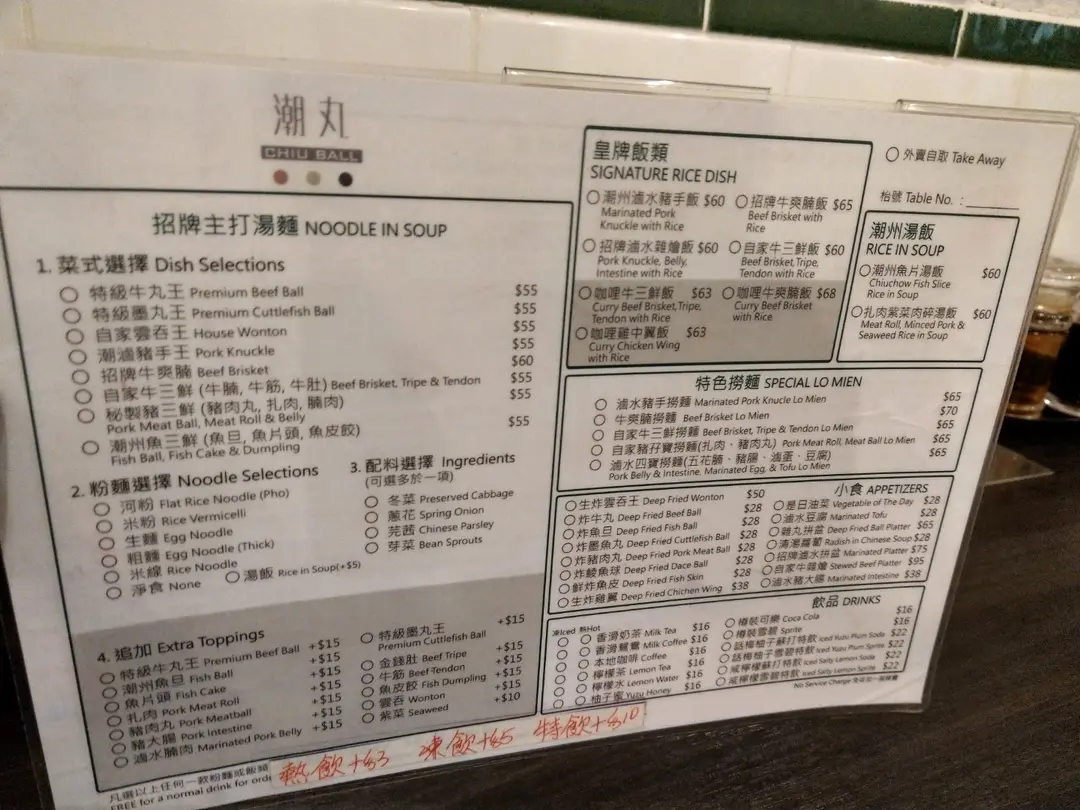 潮丸
CHIU BALL
招牌主打湯麵 NOODLE IN SOUP
1. 菜式選擇 Dish Selections
特級牛丸王 Premium Beef Ball $55
特級墨丸王 Premium Cuttlefish Ball $55
自家雲吞王 House Wonton $55
潮滷豬手王 Pork Knuckle $55
招牌牛爽腩 Beef Brisket $60
自家牛三鮮 (牛腩, 牛筋, 牛肚) Beef Brisket, Tripe & Tendon $55
秘製豬三鮮 (豬肉丸, 扎肉, 腩肉) $55
Pork Meat Ball, Meat Roll & Belly
潮州魚三鮮 (魚旦, 魚片頭, 魚皮餃) $55
Fish Ball, Fish Cake & Dumpling
2. 粉麵選擇 Noodle Selections
河粉 Flat Rice Noodle (Pho)
米粉 Rice Vermicelli
生麵 Egg Noodle
粗麵 Egg Noodle (Thick)
米線 Rice Noodle
淨食 None
湯飯 Rice in Soup(+$5)
3. 配料選擇 Ingredients
(可選多於一項)
冬菜 Preserved Cabbage
蔥花 Spring Onion
芫茜 Chinese Parsley
芽菜 Bean Sprouts
4. 追加 Extra Toppings
特級牛丸王 Premium Beef Ball +$15
潮州魚旦 Fish Ball +$15
魚片頭 Fish Cake +$15
扎肉 Pork Meat Roll +$15
豬肉丸 Pork Meatball +$15
豬大腸 Pork Intestine +$15
滷水腩肉 Marinated Pork Belly +$15
特級墨丸王 +$15
Premium Cuttlefish Ball
金錢肚 Beef Tripe +$15
牛筋 Beef Tendon +$15
魚皮餃 Fish Dumpling +$15
雲吞 Wonton +$15
紫菜 Seaweed +$10
凡選以上任何一款粉麵或飯類
FREE for a normal drink for
熱飲+$3 凍飲+$5 特飲+$10
皇牌飯類
SIGNATURE RICE DISH
潮州滷水豬手飯 $60
Marinated Pork
Knuckle with Rice
招牌牛爽腩飯 $65
Beef Brisket with
Rice
招牌滷水雜燴飯 $60
Pork Knuckle, Belly,
Intestine with Rice
自家牛三鮮飯 $60
Beef Brisket,Tripe,
Tendon with Rice
咖哩牛三鮮飯 $63
Curry Beef Brisket,Tripe,
Tendon with Rice
咖哩牛爽腩飯 $68
Curry Beef Brisket
with Rice
咖哩雞中翼飯 $63
Curry Chicken Wing
with Rice
外賣自取 Take Away
枱號 Table No. :
潮州湯飯
RICE IN SOUP
潮州魚片湯飯 $60
Chiuchow Fish Slice
Rice in Soup
扎肉紫菜肉碎湯飯 $60
Meat Roll, Minced Pork &
Seaweed Rice in Soup
特色撈麵 SPECIAL LO MIEN
滷水豬手撈麵 Marinated Pork Knucle Lo Mien $65
牛爽腩撈麵 Beef Brisket Lo Mien $70
自家牛三鮮撈麵 Beef Brisket, Tripe & Tendon Lo Mien $65
自家豬孖寶撈麵(扎肉、豬肉丸) Pork Meat Roll, Meat Ball Lo Mien $65
滷水四寶撈麵(五花腩、豬腸、滷蛋、豆腐) $65
Pork Belly & Intestine, Marinated Egg, & Tofu Lo Mien
小食 APPETIZERS
生炸雲吞王 Deep Fried Wonton $50
炸牛丸 Deep Fried Beef Ball $28
炸魚旦 Deep Fried Fish Ball $28
炸墨魚丸 Deep Fried Cuttlefish Ball $28
炸豬肉丸 Deep Fried Pork Meat Ball $28
炸鯪魚球 Deep Fried Dace Ball $28
鮮炸魚皮 Deep Fried Fish Skin $28
生炸雞翼 Deep Fried Chichen Wing $38
是日油菜 Vegetable of The Day $28
滷水豆腐 Marinated Tofu $28
雜丸拼盆 Deep Fried Ball Platter $65
清湯蘿蔔 Radish in Chinese Soup $28
招牌滷水拼盆 Marinated Platter $75
自家牛雜燴 Stewed Beef Platter $95
滷水豬大腸 Marinated Intestine $38
飲品 DRINKS
凍Iced 熱Hot
香滑奶茶 Milk Tea $16
香滑鴛鴦 Milk Coffee $16
本地咖啡 Coffee $16
檸檬茶 Lemon Tea $16
檸檬水 Lemon Water $16
柚子蜜 Yuzu Honey $16
樽裝可樂 Coca Cola $16
樽裝雪碧 Sprite $16
話梅柚子蘇打特飲 Iced Yuzu Plum Soda $22
話梅柚子雪碧特飲 Iced Yuzu Plum Sprite $22
咸檸檬蘇打特飲 Iced Salty Lemon Soda $22
咸檸檬雪碧特飲 Iced Salty Lemon Sprite $22
No Service Charge